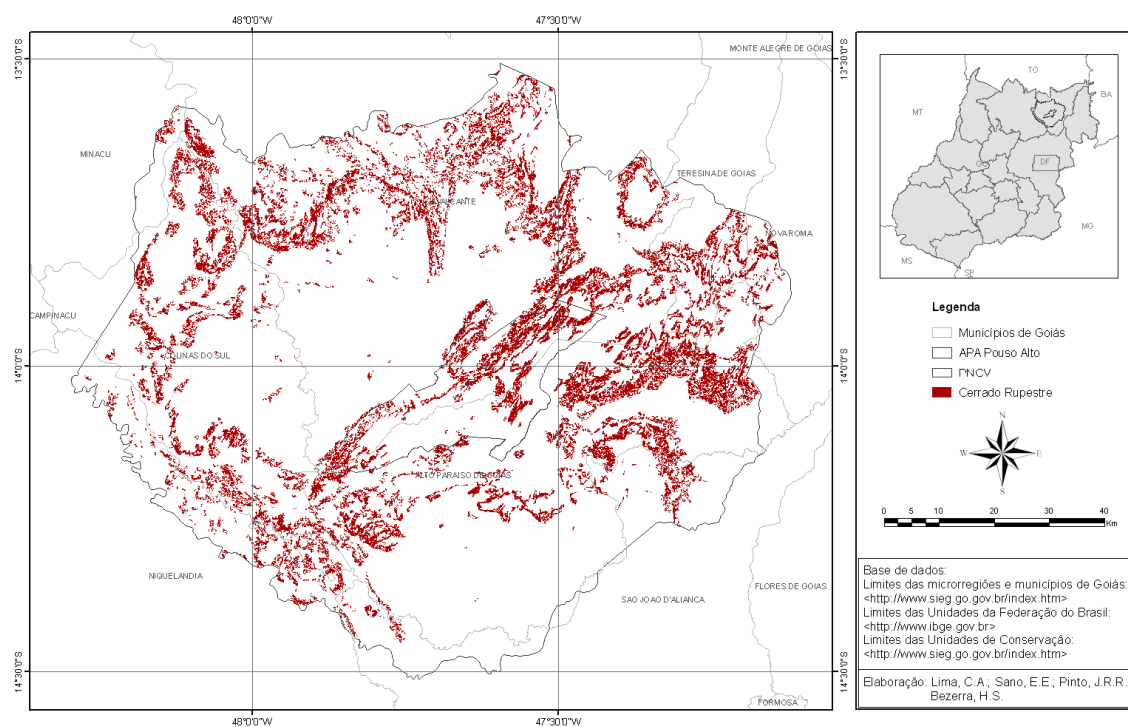 48°0'0"W 47°30'0"W
13°30'0"S 13°30'0"S
MONTE ALEGRE DE GOIAS
MINACU
TERESINA DE GOIAS
CAVALCANTE
NOVA ROMA
CAMPINACU
COLINAS DO SUL
14°0'0"S 14°0'0"S
ALTO PARAISO DE GOIAS
NIQUELANDIA
FLORES DE GOIAS
SAO JOAO D'ALIANCA
14°30'0"S 14°30'0"S
FORMOSA
48°0'0"W 47°30'0"W
TO
BA
MT
GO
DF
MG
MS
SP
Legenda
Municípios de Goiás
APA Pouso Alto
PNCV
Cerrado Rupestre
N
W E
S
0 5 10 20 30 40
Km
Base de dados:
Limites das microrregiões e municípios de Goiás:
<http://www.sieg.go.gov.br/index.htm>
Limites das Unidades da Federação do Brasil:
<http://www.ibge.gov.br>
Limites das Unidades de Conservação:
<http://www.sieg.go.gov.br/index.htm>
Elaboração: Lima, C.A.; Sano, E.E.; Pinto, J.R.R.
Bezerra, H.S.